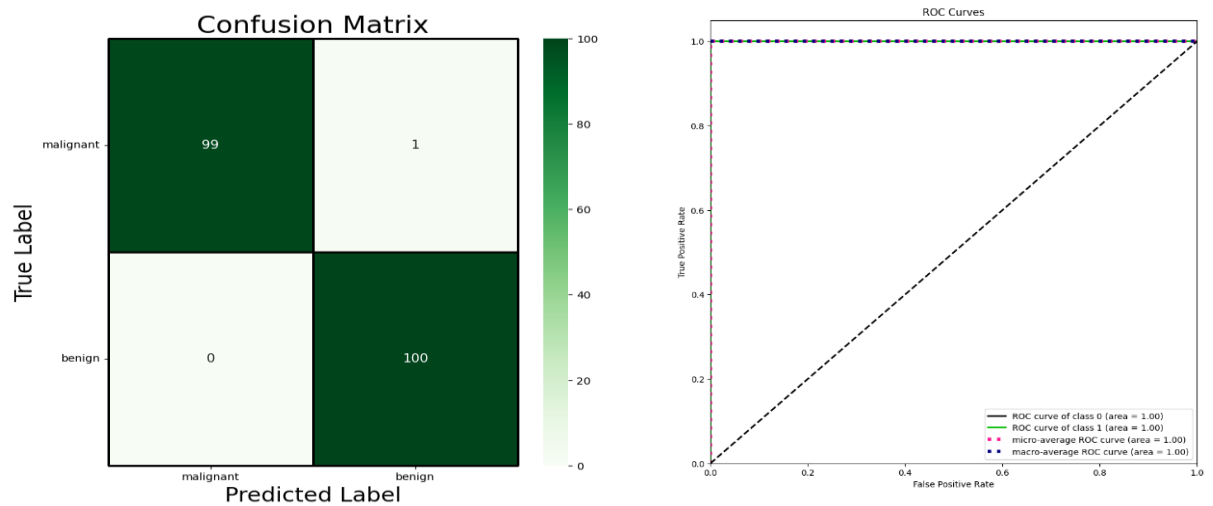 Confusion Matrix
True Label
malignant
benign
99
1
0
100
malignant
benign
Predicted Label
100
80
60
40
20
0
ROC Curves
True Positive Rate
1.0
0.8
0.6
0.4
0.2
0.0
0.0
0.2
0.4
0.6
0.8
1.0
False Positive Rate
ROC curve of class 0 (area = 1.00)
ROC curve of class 1 (area = 1.00)
micro-average ROC curve (area = 1.00)
macro-average ROC curve (area = 1.00)